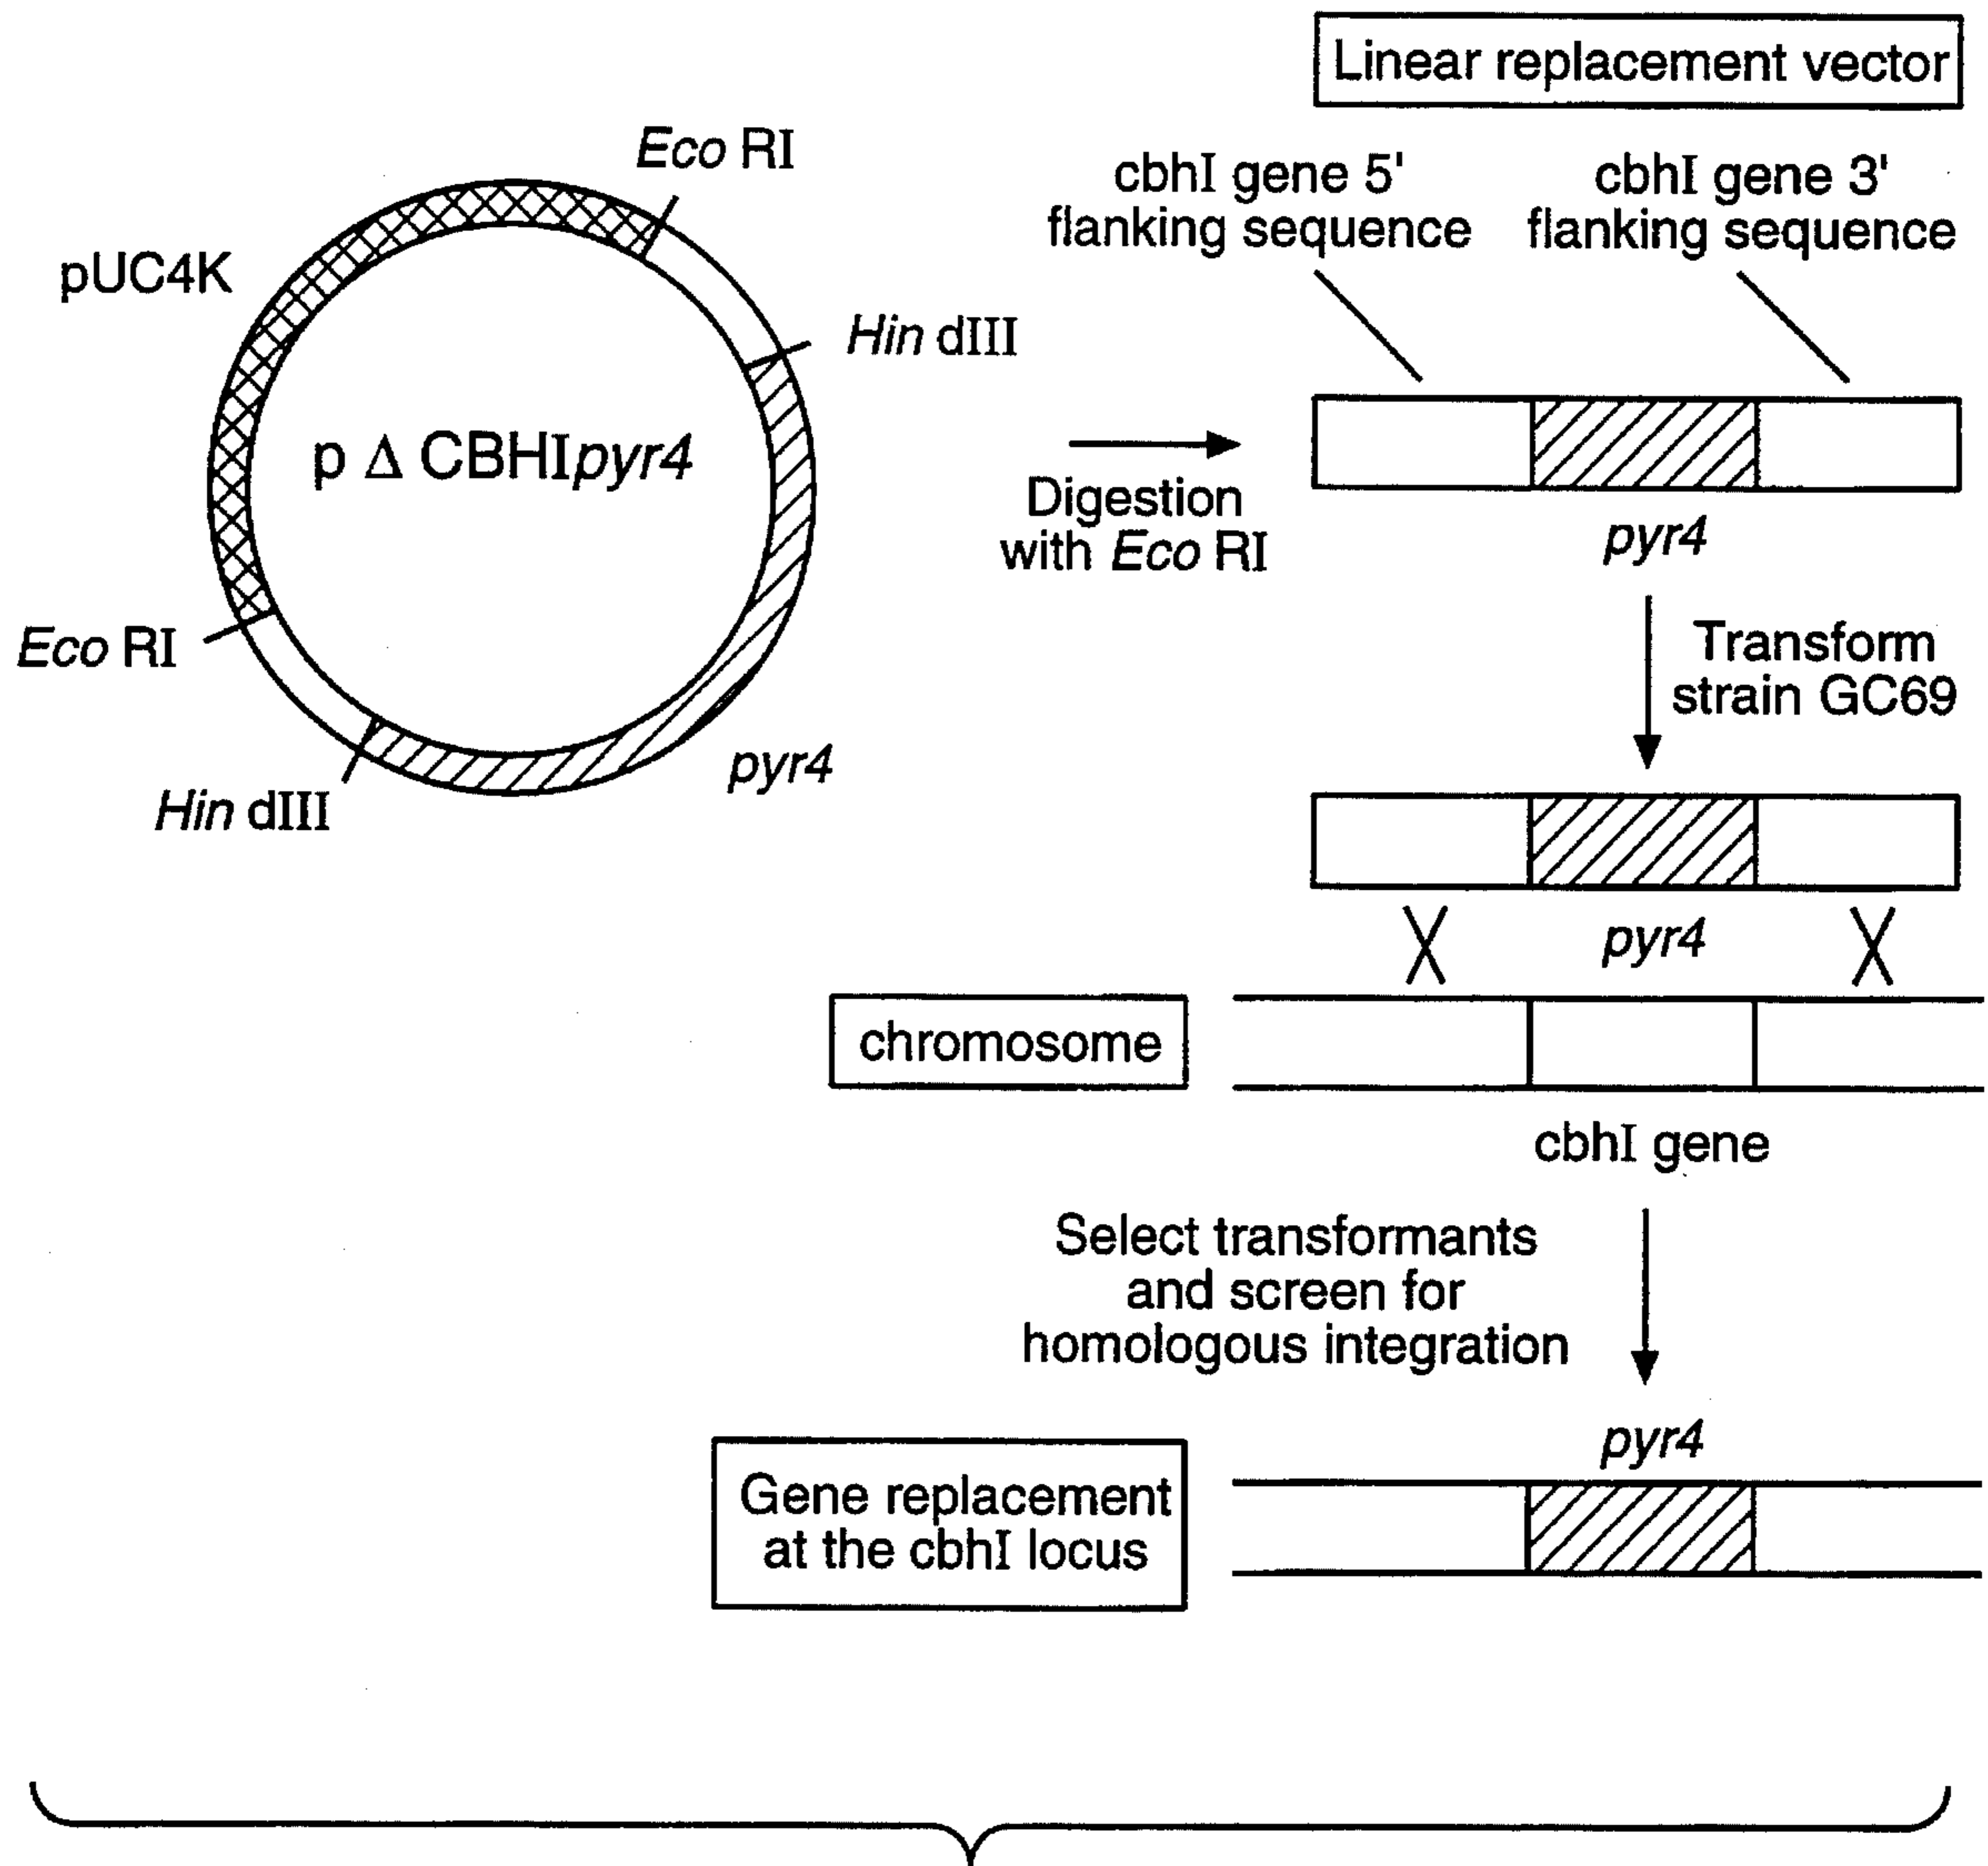 Linear replacement vector
Eco RI
cbhI gene 5'
flanking sequence
cbhI gene 3'
flanking sequence
pUC4K
Hin dIII
p Δ CBHIpyr4
Digestion
with Eco RI
pyr4
Eco RI
Transform
strain GC69
pyr4
Hin dIII
pyr4
chromosome
cbhI gene
Select transformants
and screen for
homologous integration
pyr4
Gene replacement
at the cbhI locus